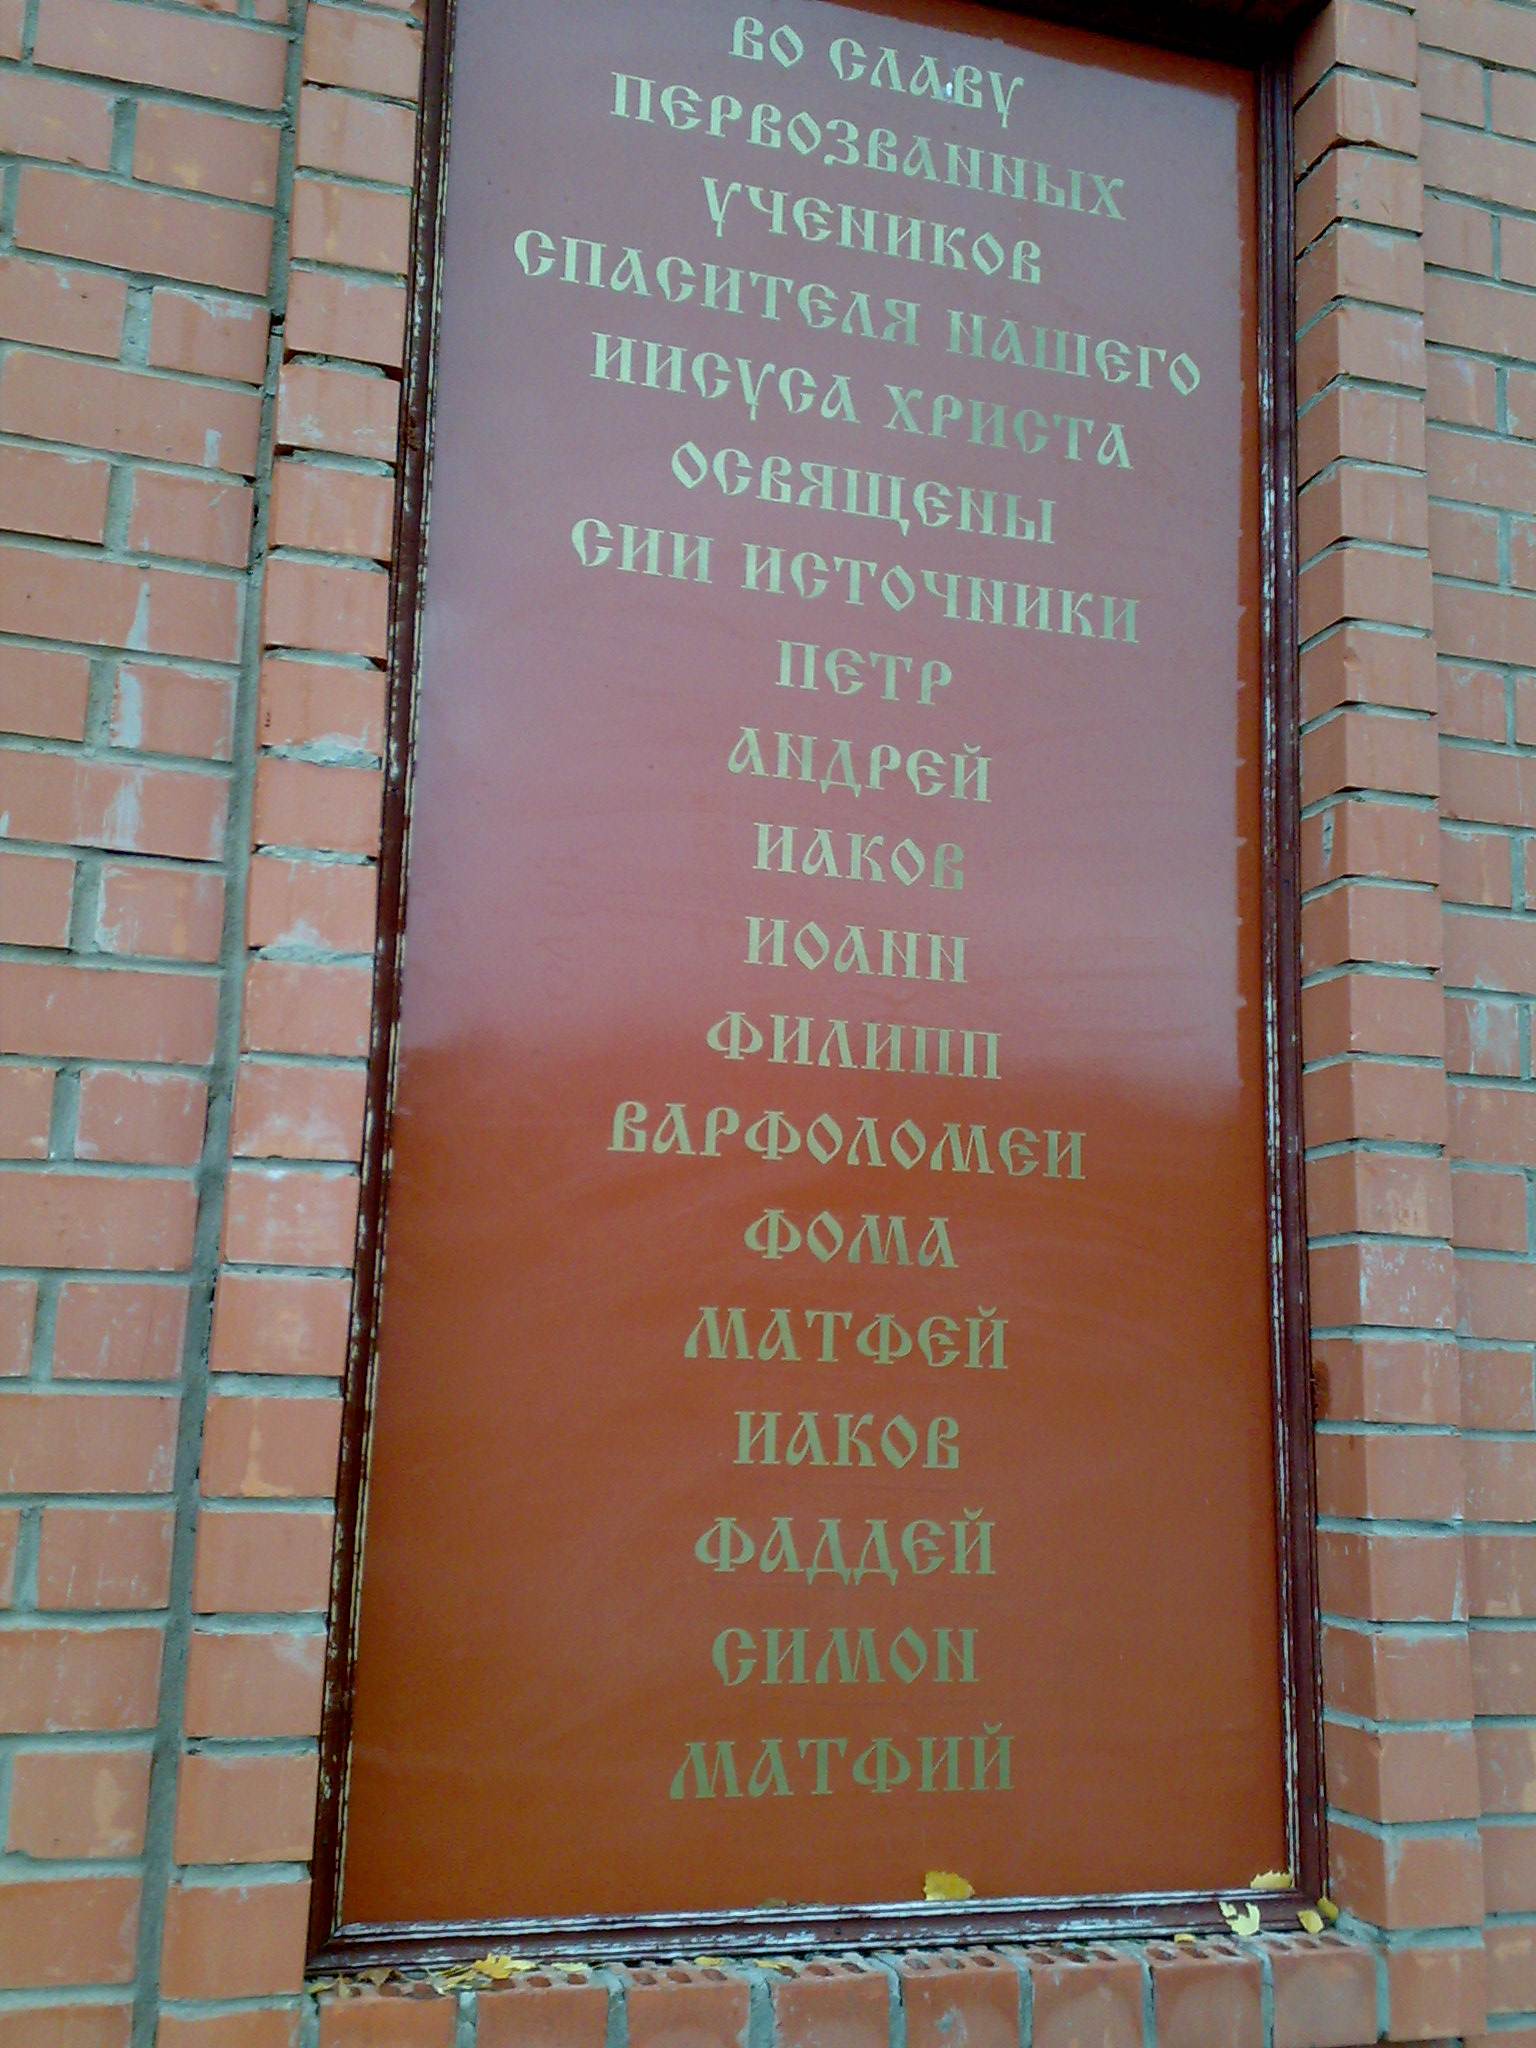 ВО СЛАВУ
ПЕРВОЗВАННЫХ
УЧЕНИКОВ
СПАСИТЕЛЯ НАШЕГО
ИИСУСА ХРИСТА
ОСВЯЩЕНЫ
СИИ ИСТОЧНИКИ
ПЕТР
АНДРЕЙ
ИАКОВ
ИОАНН
ФИЛИПП
ВАРФОЛОМЕИ
ФОМА
МАТФЕЙ
ИАКОВ
ФАДДЕЙ
СИМОН
МАТФИЙ